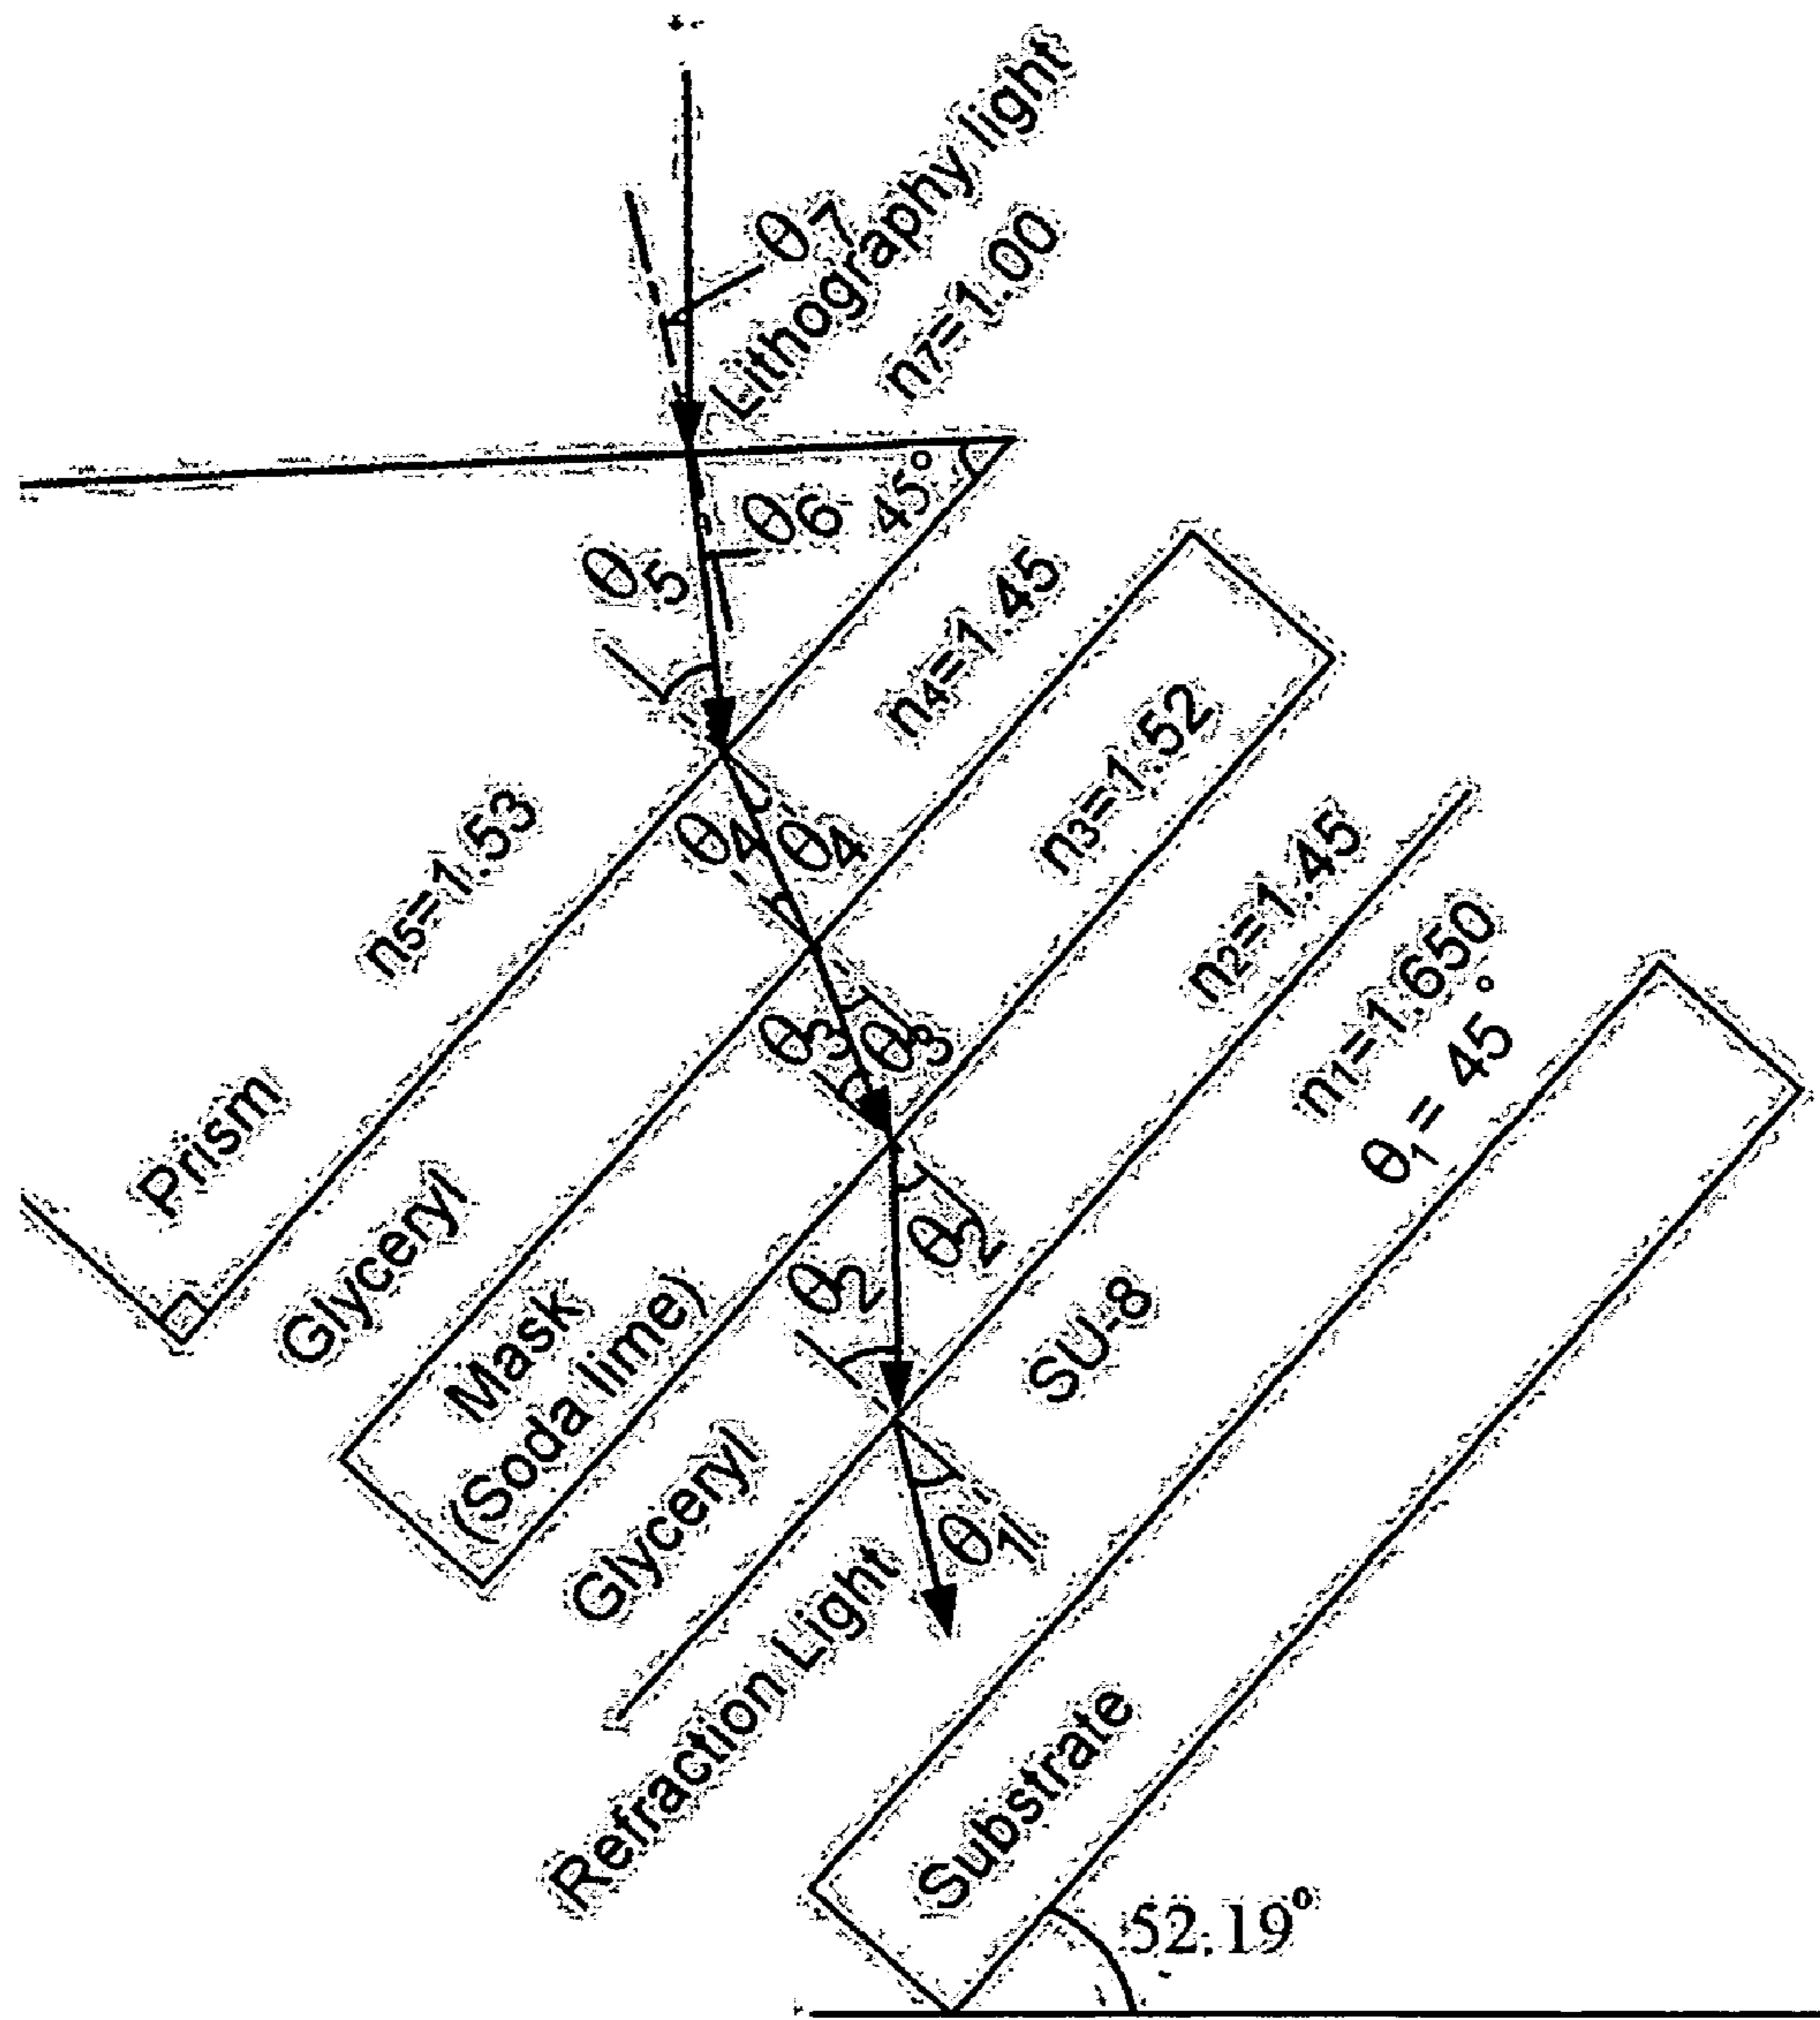 θ7
Lithography light
n7=1.00
45°
θ6
θ5
n4=1.45
n5=1.53
θ4
θ4
n3=1.52
n2=1.45
θ3
θ3
n1=1.650
θ1= 45°
Prism
Glyceryl
Mask
(Soda lime)
θ2
θ2
Glyceryl
SU-8
θ1
Refraction Light
Substrate
52.19°